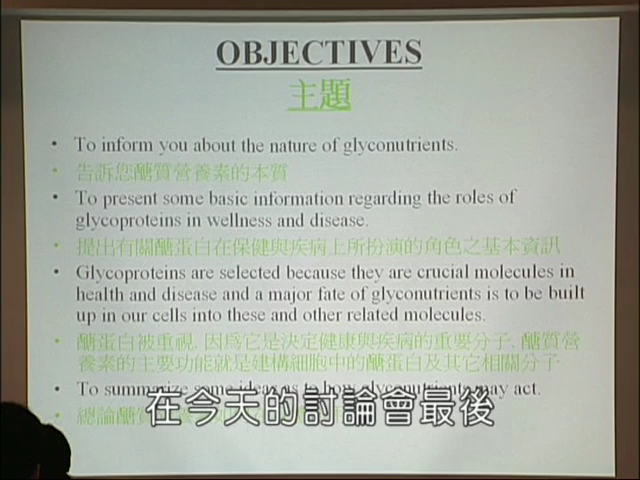 OBJECTIVES
主題
• To inform you about the nature of glyconutrients.
• 告訴您醣質營養素的本質
• To present some basic information regarding the roles of
glycoproteins in wellness and disease.
• 提出有關醣蛋白在保健與疾病上所扮演的角色之基本資訊
• Glycoproteins are selected because they are crucial molecules in
health and disease and a major fate of glyconutrients is to be built
up in our cells into these and other related molecules.
• 醣蛋白被重視, 因為它是決定健康與疾病的重要分子, 醣質營
養素的主要功能就是建構細胞中的醣蛋白及其它相關分子
• To summarize some ideas as to how glyconutrients may act.
• 總論醣質
在今天的討論會最後